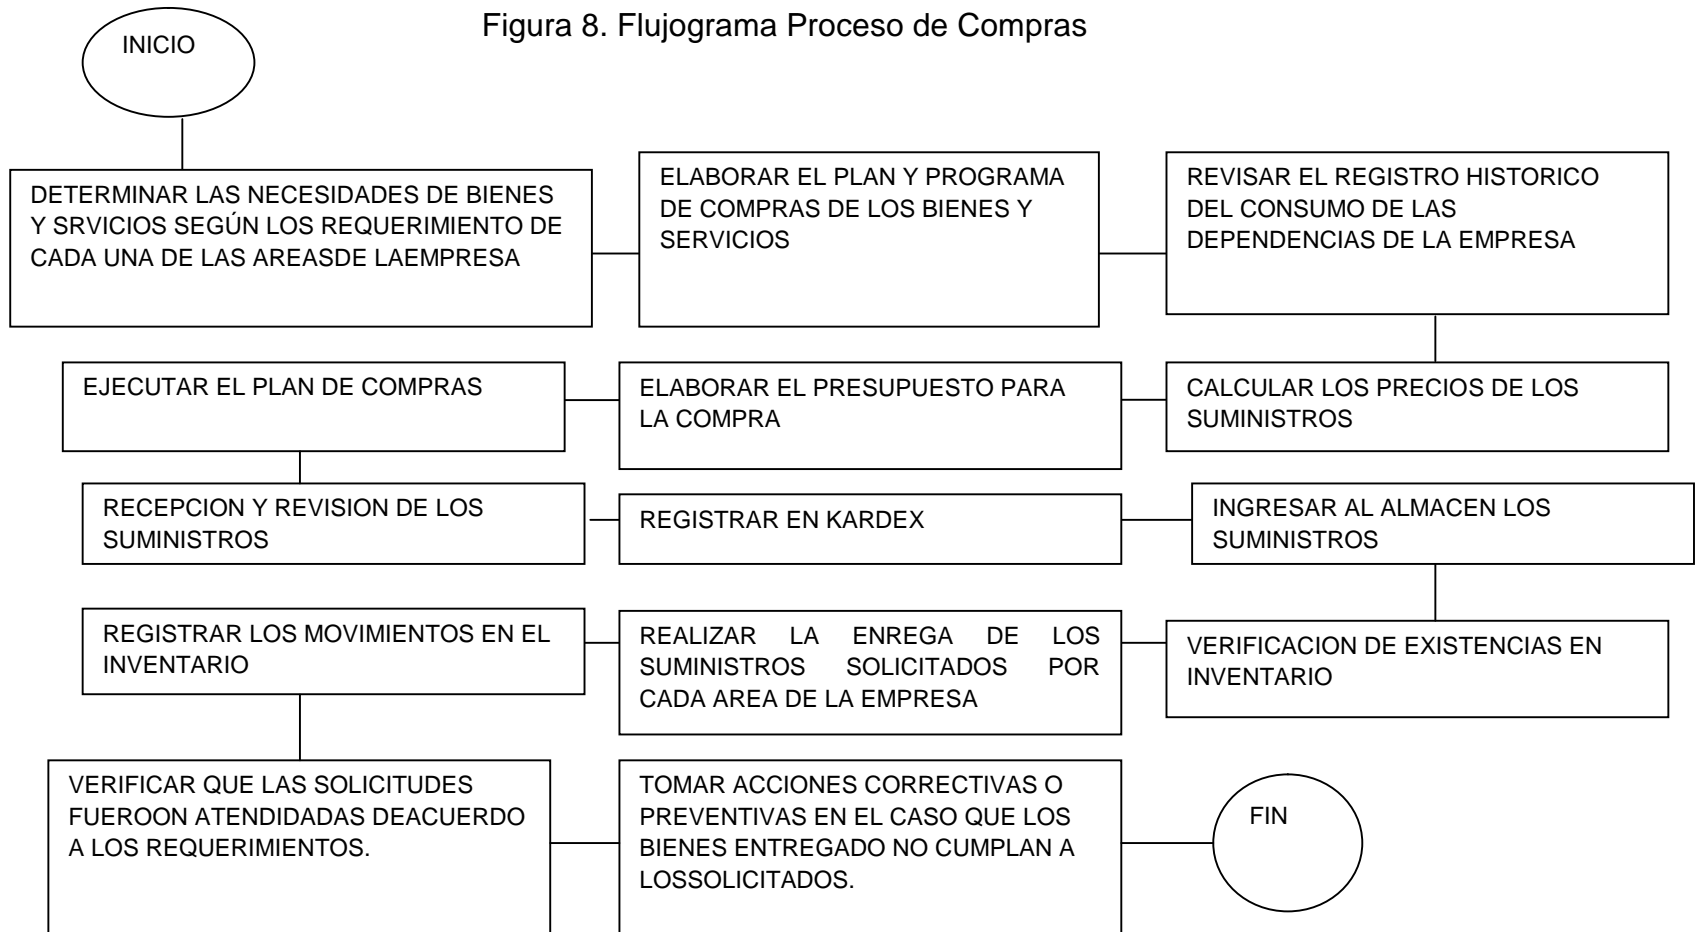 Figura 8. Flujograma Proceso de Compras
INICIO
DETERMINAR LAS NECESIDADES DE BIENES
Y SRVICIOS SEGÚN LOS REQUERIMIENTO DE
CADA UNA DE LAS AREASDE LAEMPRESA
ELABORAR EL PLAN Y PROGRAMA
DE COMPRAS DE LOS BIENES Y
SERVICIOS
REVISAR EL REGISTRO HISTORICO
DEL CONSUMO DE LAS
DEPENDENCIAS DE LA EMPRESA
CALCULAR LOS PRECIOS DE LOS
SUMINISTROS
ELABORAR EL PRESUPUESTO PARA
LA COMPRA
EJECUTAR EL PLAN DE COMPRAS
RECEPCION Y REVISION DE LOS
SUMINISTROS
REGISTRAR EN KARDEX
INGRESAR AL ALMACEN LOS
SUMINISTROS
VERIFICACION DE EXISTENCIAS EN
INVENTARIO
REALIZAR LA ENREGA DE LOS
SUMINISTROS SOLICITADOS POR
CADA AREA DE LA EMPRESA
REGISTRAR LOS MOVIMIENTOS EN EL
INVENTARIO
VERIFICAR QUE LAS SOLICITUDES
FUEROON ATENDIDADAS DEACUERDO
A LOS REQUERIMIENTOS.
TOMAR ACCIONES CORRECTIVAS O
PREVENTIVAS EN EL CASO QUE LOS
BIENES ENTREGADO NO CUMPLAN A
LOSSOLICITADOS.
FIN